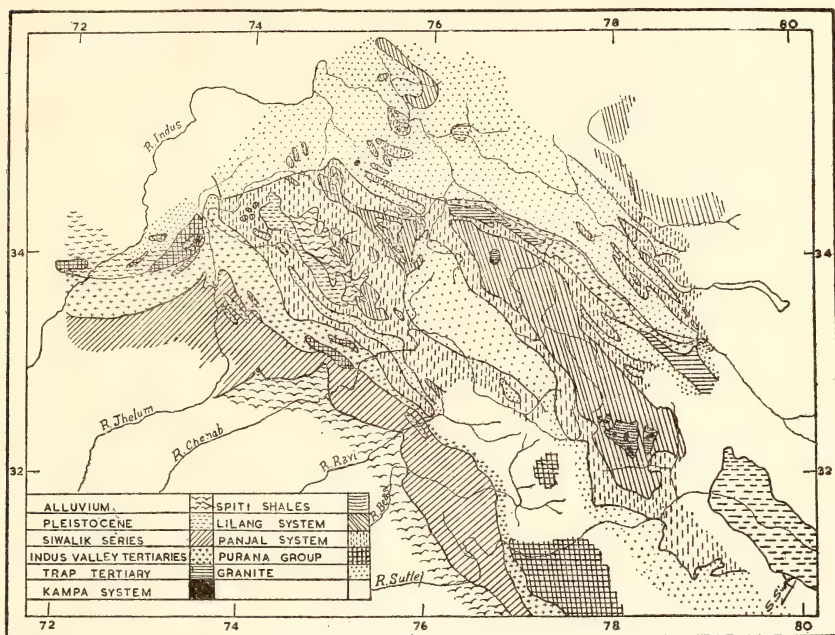 72 74 76 78 80
R. Indus
34 34
R. Jhelum
R. Chenab
R. Ravi
R. Beas
32 32
ALLUVIUM. SPITI SHALES
PLEISTOCENE LILANG SYSTEM
SIWALIK SERIES PANJAL SYSTEM
INDUS VALLEY TERTIARIES PURANA GROUP
TRAP TERTIARY GRANITE
KAMPA SYSTEM
R. Sutlej
72 74 76 78 80